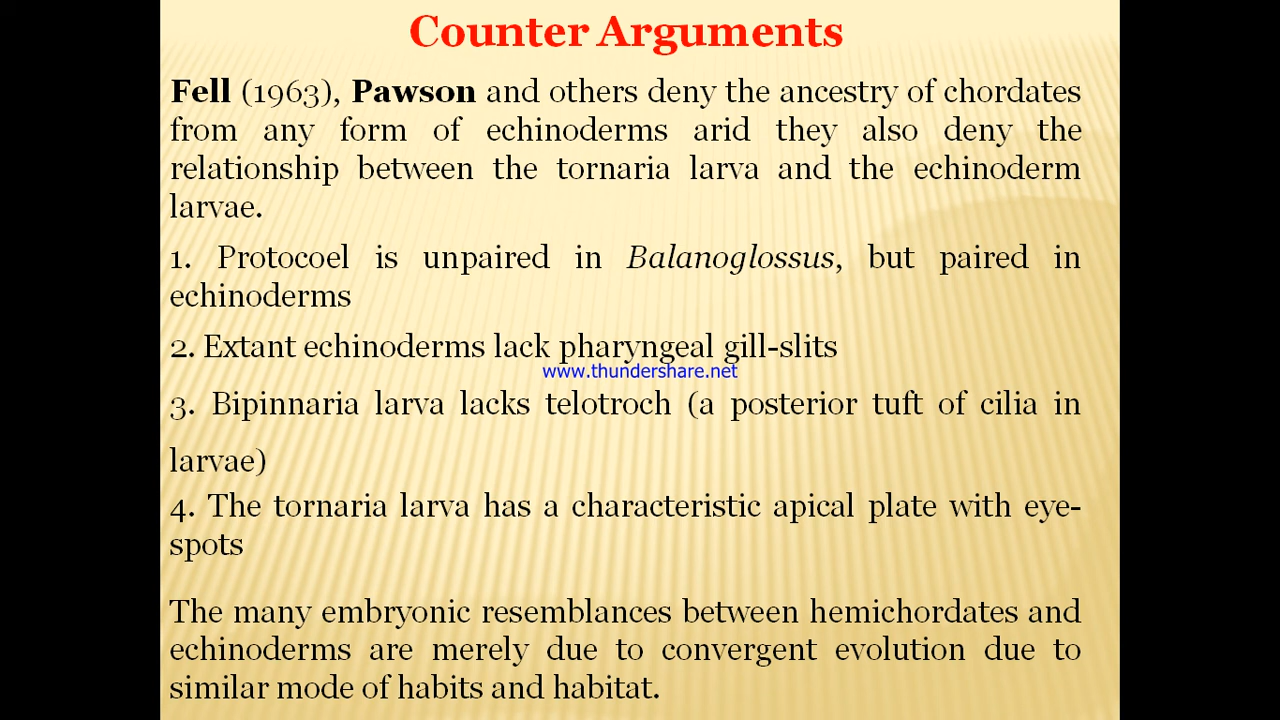 Counter Arguments
Fell (1963), Pawson and others deny the ancestry of chordates
from any form of echinoderms arid they also deny the
relationship between the tornaria larva and the echinoderm
larvae.
1. Protocoel is unpaired in Balanoglossus, but paired in
echinoderms
2. Extant echinoderms lack pharyngeal gill-slits
www.thundershare.net
3. Bipinnaria larva lacks telotroch (a posterior tuft of cilia in
larvae)
4. The tornaria larva has a characteristic apical plate with eye-
spots
The many embryonic resemblances between hemichordates and
echinoderms are merely due to convergent evolution due to
similar mode of habits and habitat.